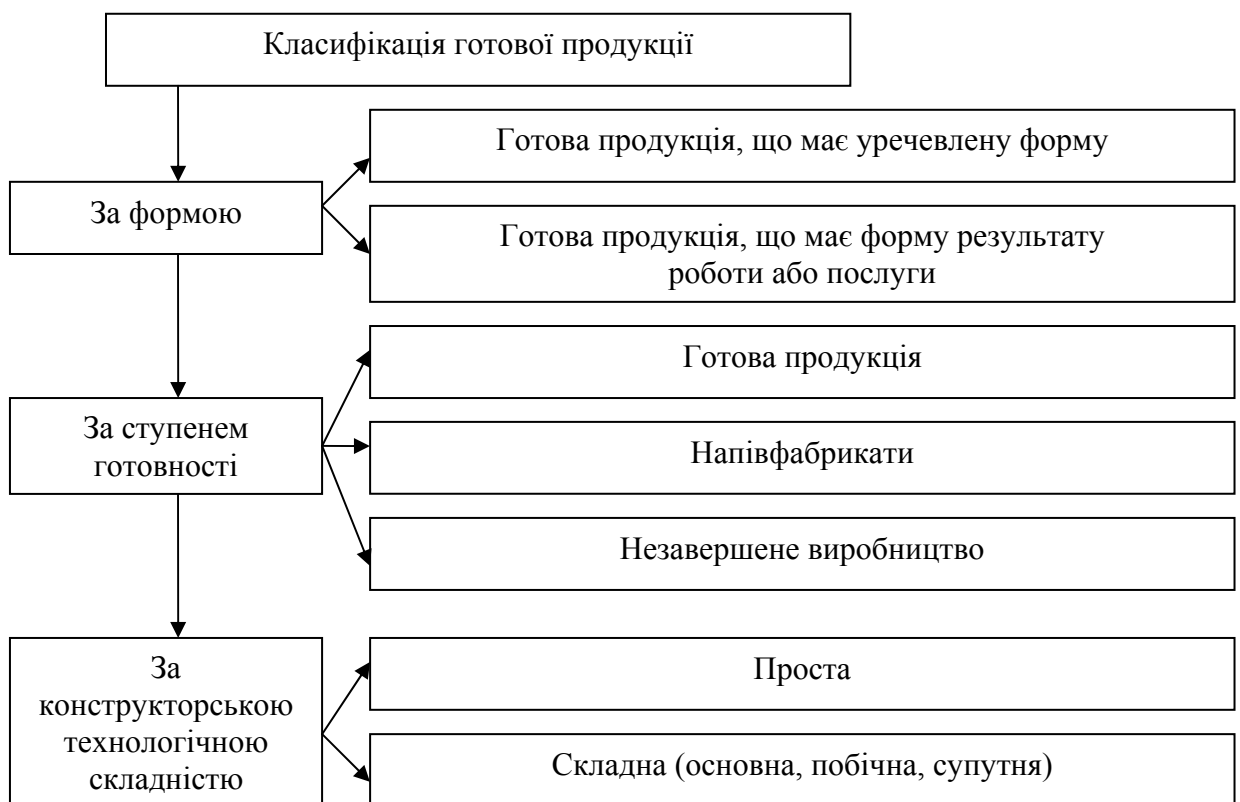 Класифікація готової продукції
Готова продукція, що має уречевлену форму
За формою
Готова продукція, що має форму результату
роботи або послуги
Готова продукція
За ступенем
готовності
Напівфабрикати
Незавершене виробництво
За
конструкторською
технологічною
складністю
Проста
Складна (основна, побічна, супутня)